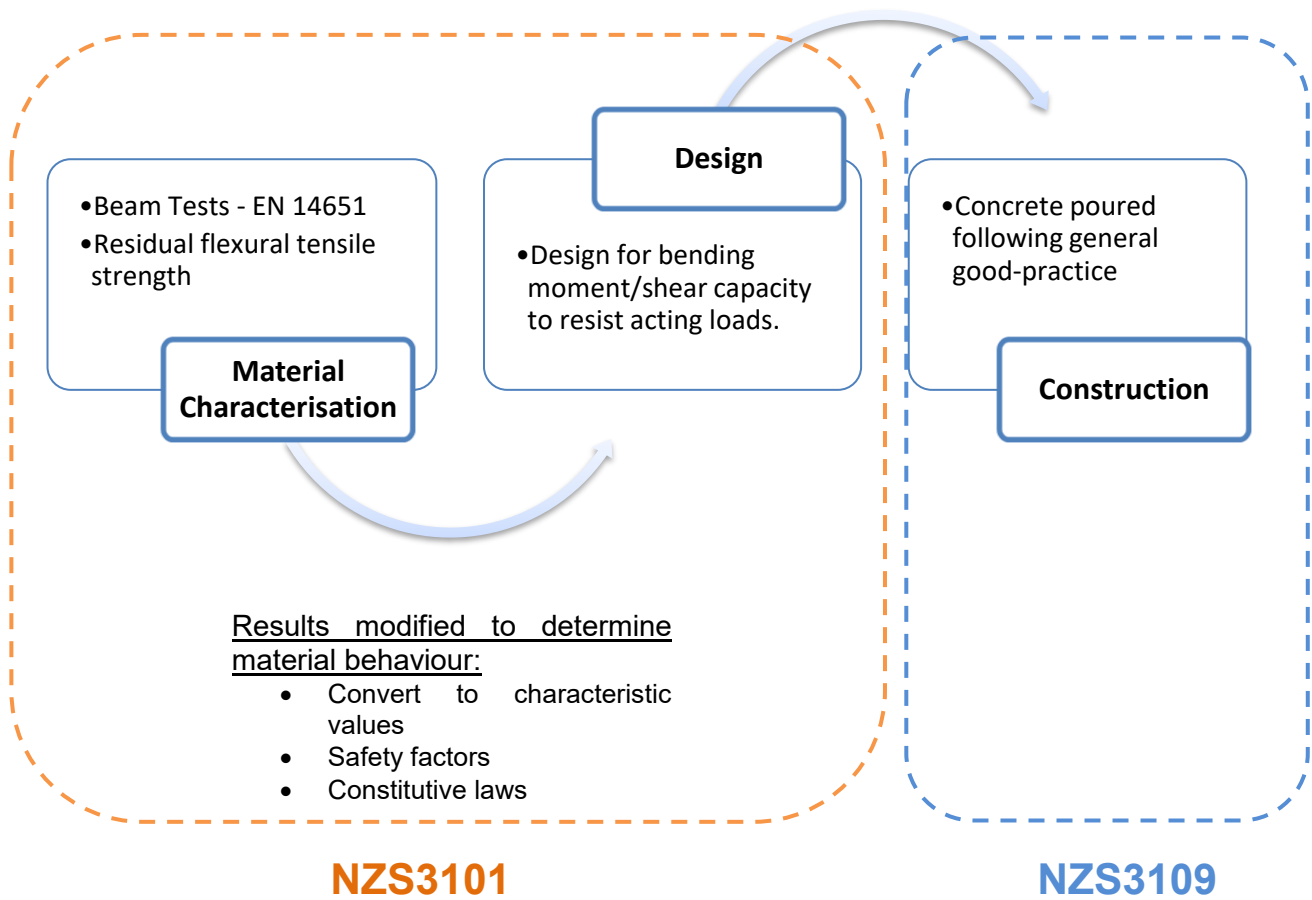 •Beam Tests - EN 14651
•Residual flexural tensile
strength
Material
Characterisation
Design
•Design for bending
moment/shear capacity
to resist acting loads.
•Concrete poured
following general
good-practice
Construction
Results modified to determine
material behaviour:
• Convert to characteristic
values
• Safety factors
• Constitutive laws
NZS3101
NZS3109